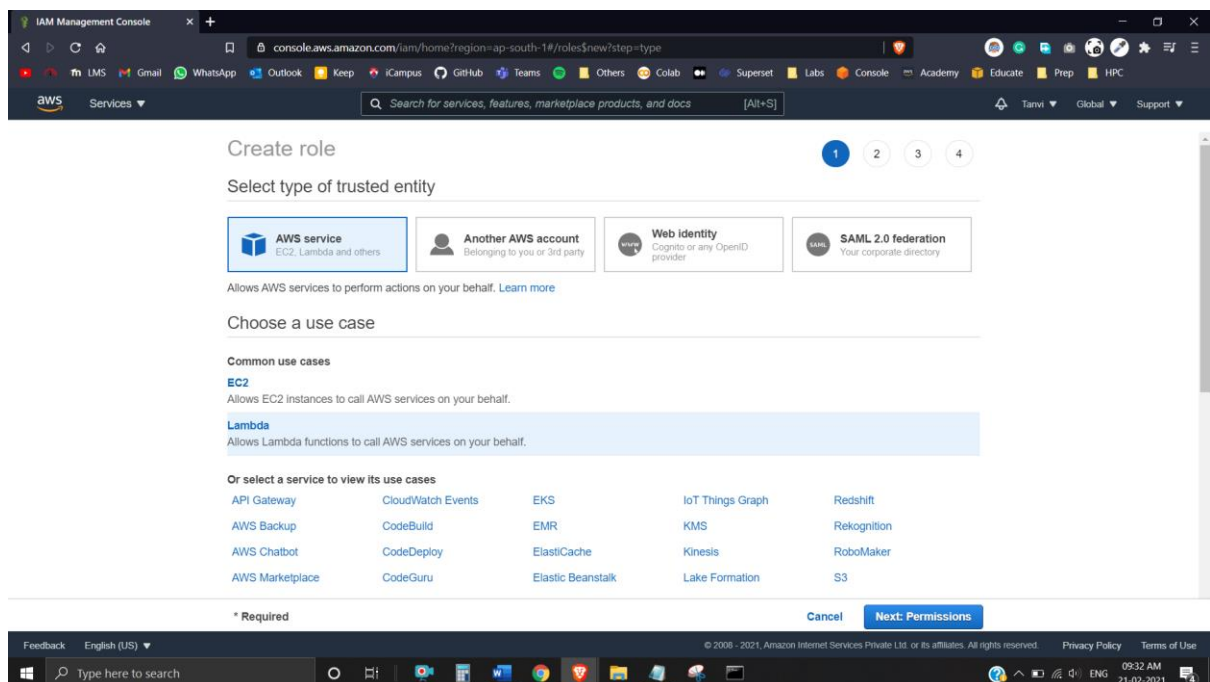 IAM Management Console
console.aws.amazon.com/iam/home?region=ap-south-1#/roles$new?step=type
LMS Gmail WhatsApp Outlook Keep iCampus GitHub Teams Others Colab Superset Labs Console Academy Educate Prep HPC
aws Services Search for services, features, marketplace products, and docs [Alt+S] Tanvi Global Support
Create role 1 2 3 4
Select type of trusted entity
AWS service
EC2, Lambda and others
Another AWS account
Belonging to you or 3rd party
www
Web identity
Cognito or any OpenID
provider
SAML
SAML 2.0 federation
Your corporate directory
Allows AWS services to perform actions on your behalf. Learn more
Choose a use case
Common use cases
EC2
Allows EC2 instances to call AWS services on your behalf.
Lambda
Allows Lambda functions to call AWS services on your behalf.
Or select a service to view its use cases
API Gateway CloudWatch Events EKS IoT Things Graph Redshift
AWS Backup CodeBuild EMR KMS Rekognition
AWS Chatbot CodeDeploy ElastiCache Kinesis RoboMaker
AWS Marketplace CodeGuru Elastic Beanstalk Lake Formation S3
* Required Cancel Next: Permissions
Feedback English (US) © 2008 - 2021, Amazon Internet Services Private Ltd. or its affiliates. All rights reserved. Privacy Policy Terms of Use
Type here to search ENG 09:32 AM
21-02-2021